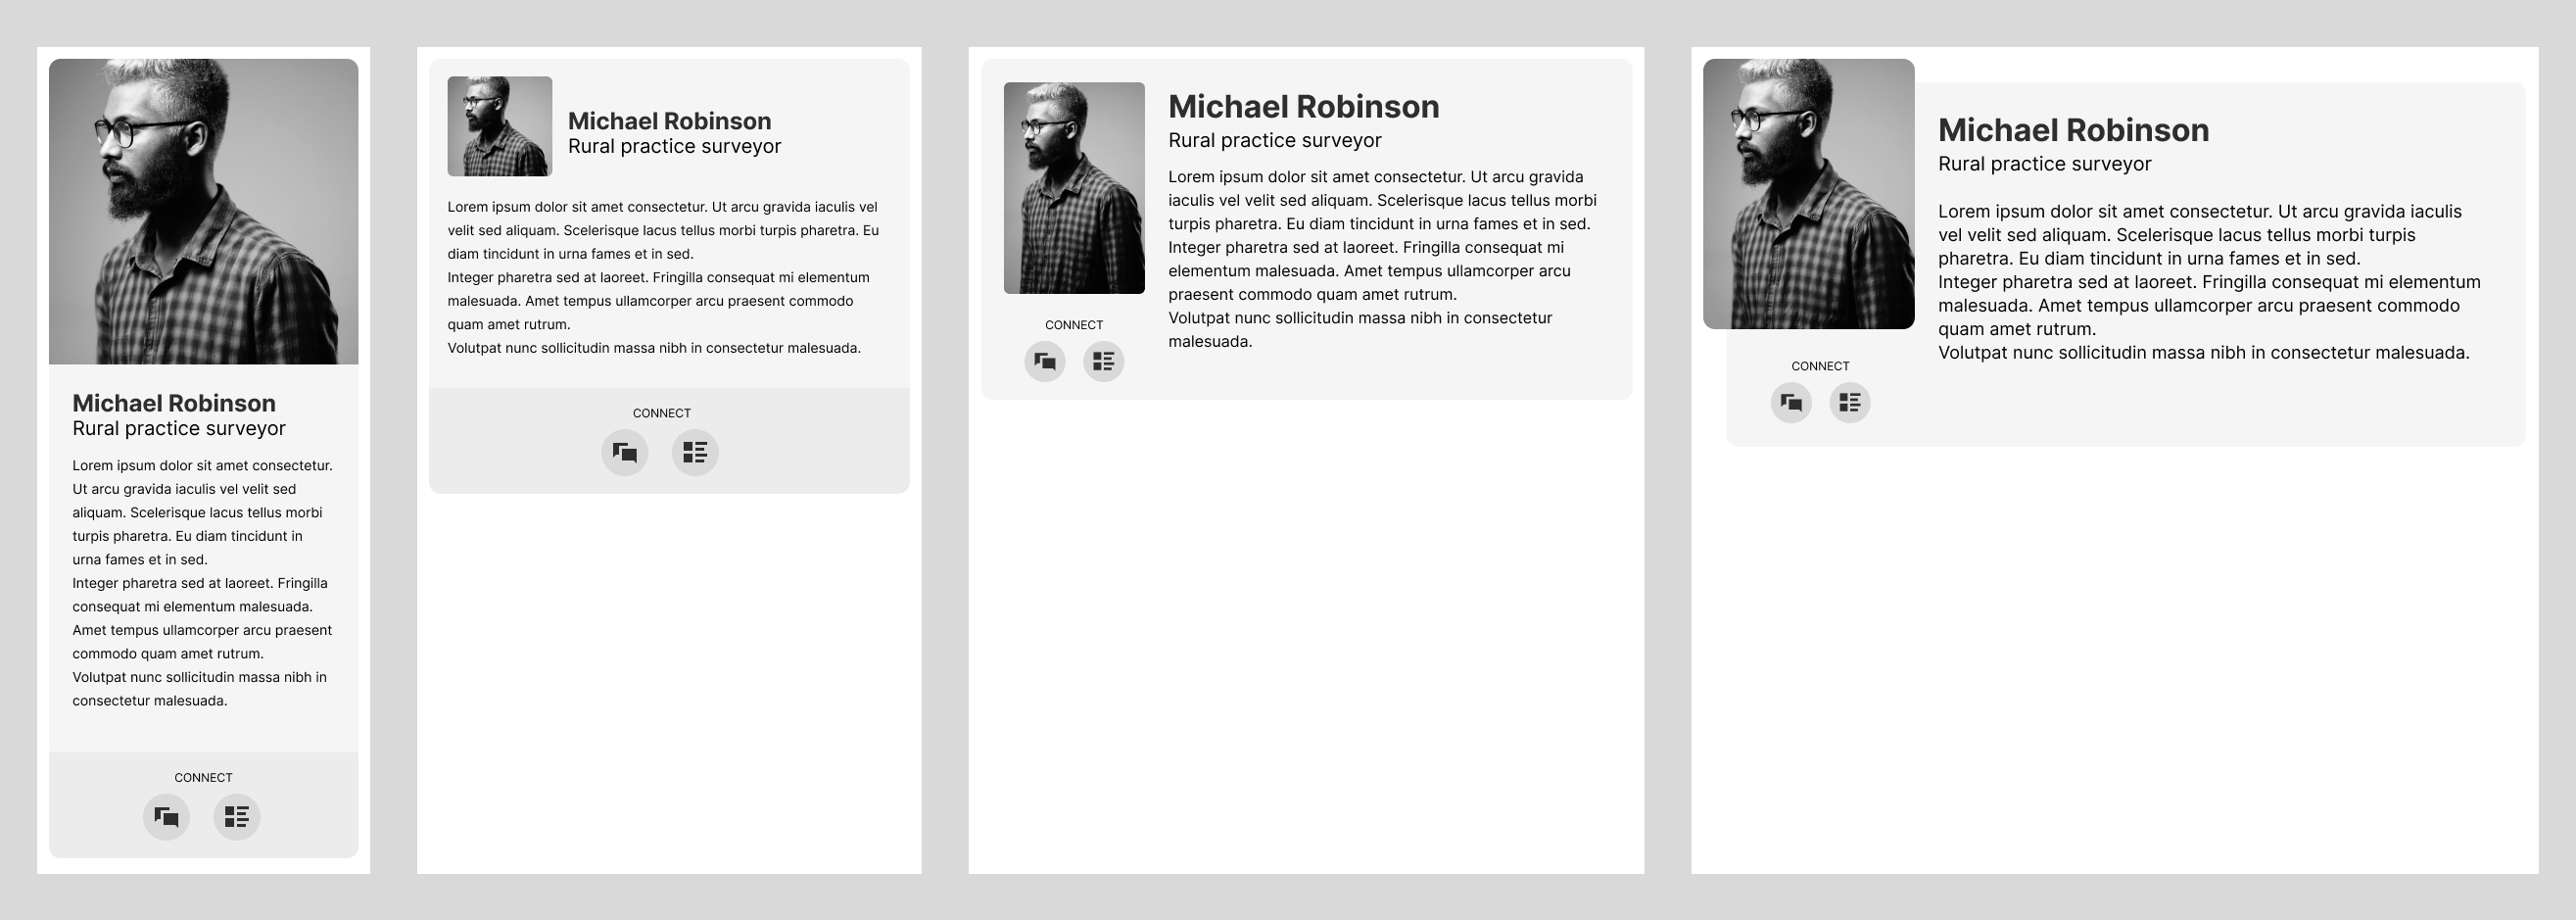 Michael Robinson
Rural practice surveyor
Lorem ipsum dolor sit amet consectetur.
Ut arcu gravida iaculis vel velit sed
aliquam. Scelerisque lacus tellus morbi
turpis pharetra. Eu diam tincidunt in
urna fames et in sed.
Integer pharetra sed at laoreet. Fringilla
consequat mi elementum malesuada.
Amet tempus ullamcorper arcu praesent
commodo quam amet rutrum.
Volutpat nunc sollicitudin massa nibh in
consectetur malesuada.
CONNECT
Michael Robinson
Rural practice surveyor
Lorem ipsum dolor sit amet consectetur. Ut arcu gravida iaculis vel
velit sed aliquam. Scelerisque lacus tellus morbi turpis pharetra. Eu
diam tincidunt in urna fames et in sed.
Integer pharetra sed at laoreet. Fringilla consequat mi elementum
malesuada. Amet tempus ullamcorper arcu praesent commodo
quam amet rutrum.
Volutpat nunc sollicitudin massa nibh in consectetur malesuada.
CONNECT
Michael Robinson
Rural practice surveyor
Lorem ipsum dolor sit amet consectetur. Ut arcu gravida
iaculis vel velit sed aliquam. Scelerisque lacus tellus morbi
turpis pharetra. Eu diam tincidunt in urna fames et in sed.
Integer pharetra sed at laoreet. Fringilla consequat mi
elementum malesuada. Amet tempus ullamcorper arcu
praesent commodo quam amet rutrum.
Volutpat nunc sollicitudin massa nibh in consectetur
malesuada.
CONNECT
Michael Robinson
Rural practice surveyor
Lorem ipsum dolor sit amet consectetur. Ut arcu gravida iaculis
vel velit sed aliquam. Scelerisque lacus tellus morbi turpis
pharetra. Eu diam tincidunt in urna fames et in sed.
Integer pharetra sed at laoreet. Fringilla consequat mi elementum
malesuada. Amet tempus ullamcorper arcu praesent commodo
quam amet rutrum.
Volutpat nunc sollicitudin massa nibh in consectetur malesuada.
CONNECT